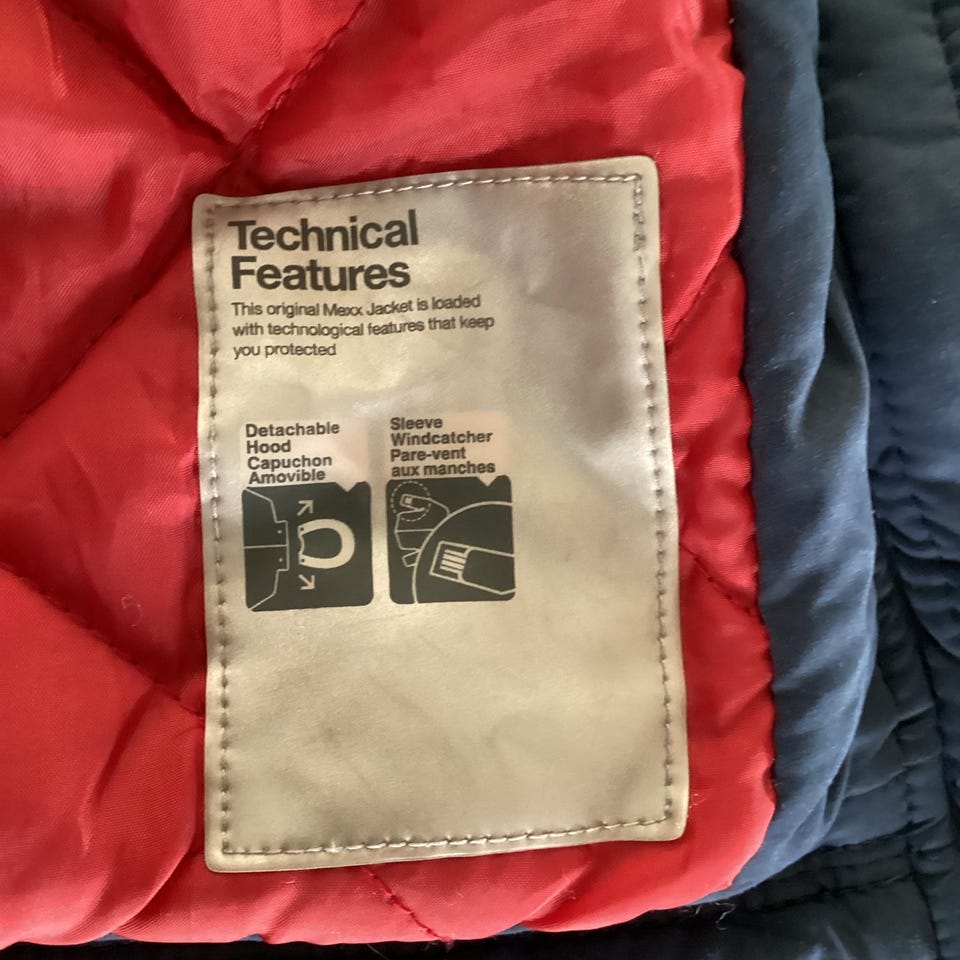 Technical
Features
This original Mexx Jacket is loaded
with technological features that keep
you protected
Detachable
Hood
Capuchon
Amovible
Sleeve
Windcatcher
Pare-vent
aux manches